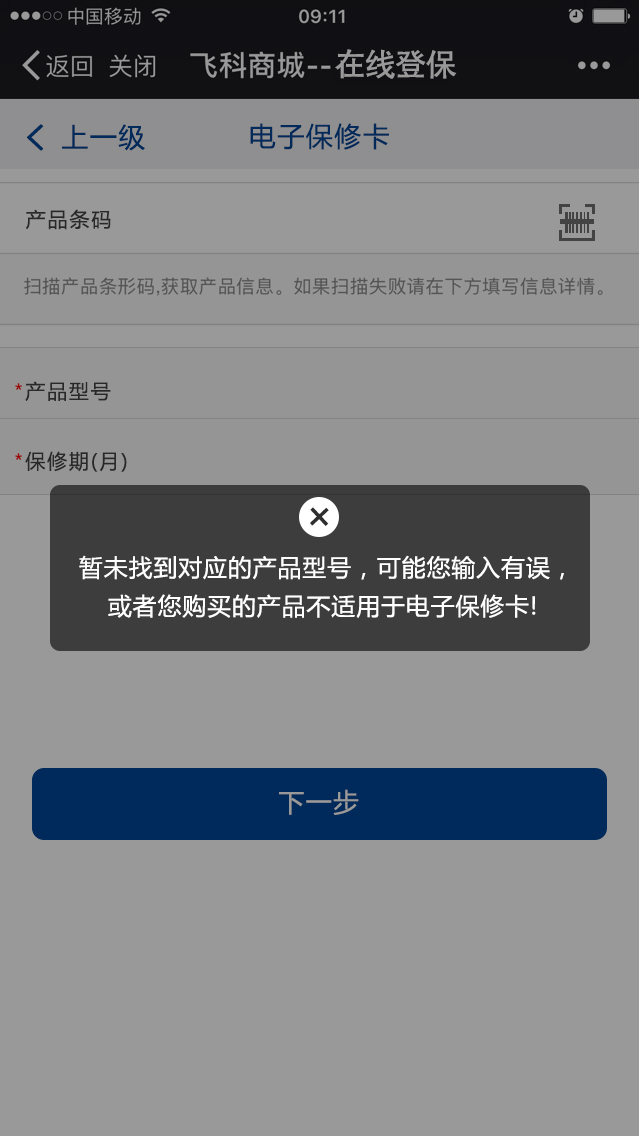 中国移动 09:11
返回 关闭 飞科商城--在线登保
上一级 电子保修卡
产品条码
扫描产品条形码,获取产品信息。如果扫描失败请在下方填写信息详情。
*产品型号
*保修期(月)
暂未找到对应的产品型号，可能您输入有误，
或者您购买的产品不适用于电子保修卡!
下一步